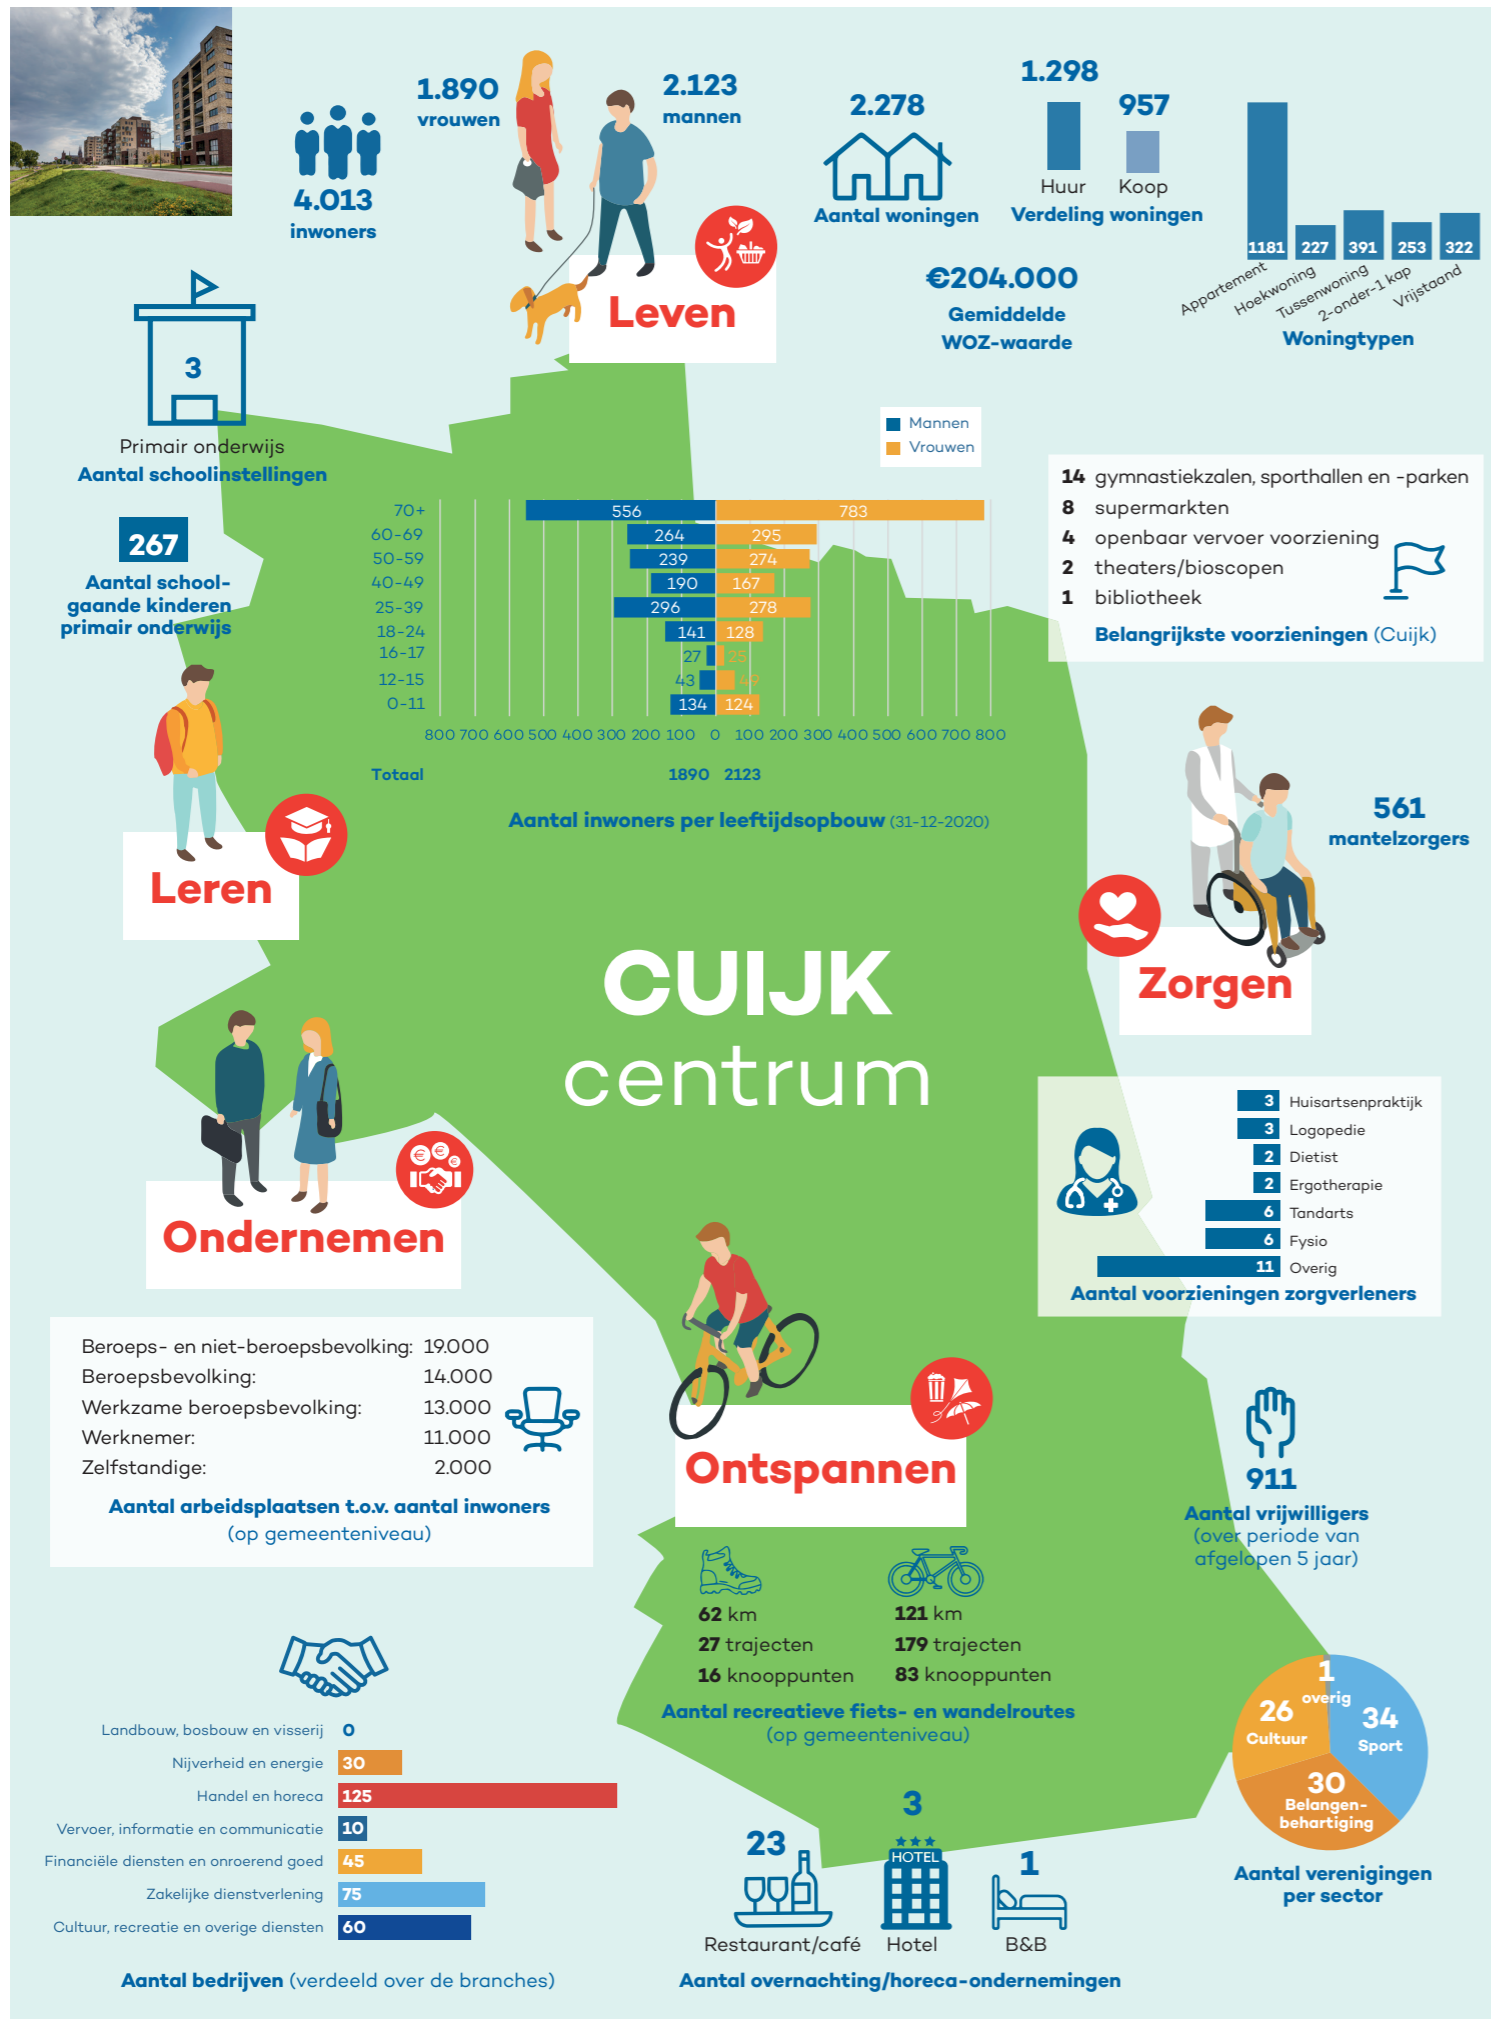 1.890
vrouwen
2.123
mannen
4.013
inwoners
2.278
Aantal woningen
1.298
957
Huur
Koop
Verdeling woningen
€204.000
Gemiddelde
WOZ-waarde
1181
227
391
253
322
Appartement
Hoekwoning
Tussenwoning
2-onder-1 kap
Vrijstaand
Woningtypen
Leven
3
Primair onderwijs
Aantal schoolinstellingen
267
Aantal school-
gaande kinderen
primair onderwijs
Leren
Mannen
Vrouwen
70+ 556 783
60-69 264 295
50-59 239 274
40-49 190 167
25-39 296 278
18-24 141 128
16-17 27 25
12-15 43 49
0-11 134 124
800 700 600 500 400 300 200 100 0 100 200 300 400 500 600 700 800
Totaal 1890 2123
Aantal inwoners per leeftijdsopbouw (31-12-2020)
14 gymnastiekzalen, sporthallen en -parken
8 supermarkten
4 openbaar vervoer voorziening
2 theaters/bioscopen
1 bibliotheek
Belangrijkste voorzieningen (Cuijk)
561
mantelzorgers
Zorgen
CUIJK
centrum
3 Huisartsenpraktijk
3 Logopedie
2 Dietist
2 Ergotherapie
6 Tandarts
6 Fysio
11 Overig
Aantal voorzieningen zorgverleners
Ondernemen
Beroeps- en niet-beroepsbevolking: 19.000
Beroepsbevolking: 14.000
Werkzame beroepsbevolking: 13.000
Werknemer: 11.000
Zelfstandige: 2.000
Aantal arbeidsplaatsen t.o.v. aantal inwoners
(op gemeenteniveau)
Ontspannen
911
Aantal vrijwilligers
(over periode van
afgelopen 5 jaar)
62 km
27 trajecten
16 knooppunten
121 km
179 trajecten
83 knooppunten
Aantal recreatieve fiets- en wandelroutes
(op gemeenteniveau)
Landbouw, bosbouw en visserij 0
Nijverheid en energie 30
Handel en horeca 125
Vervoer, informatie en communicatie 10
Financiële diensten en onroerend goed 45
Zakelijke dienstverlening 75
Cultuur, recreatie en overige diensten 60
Aantal bedrijven (verdeeld over de branches)
23
Restaurant/café
3
HOTEL
Hotel
1
B&B
Aantal overnachting/horeca-ondernemingen
1
overig
26
Cultuur
34
Sport
30
Belangen-
behartiging
Aantal verenigingen
per sector